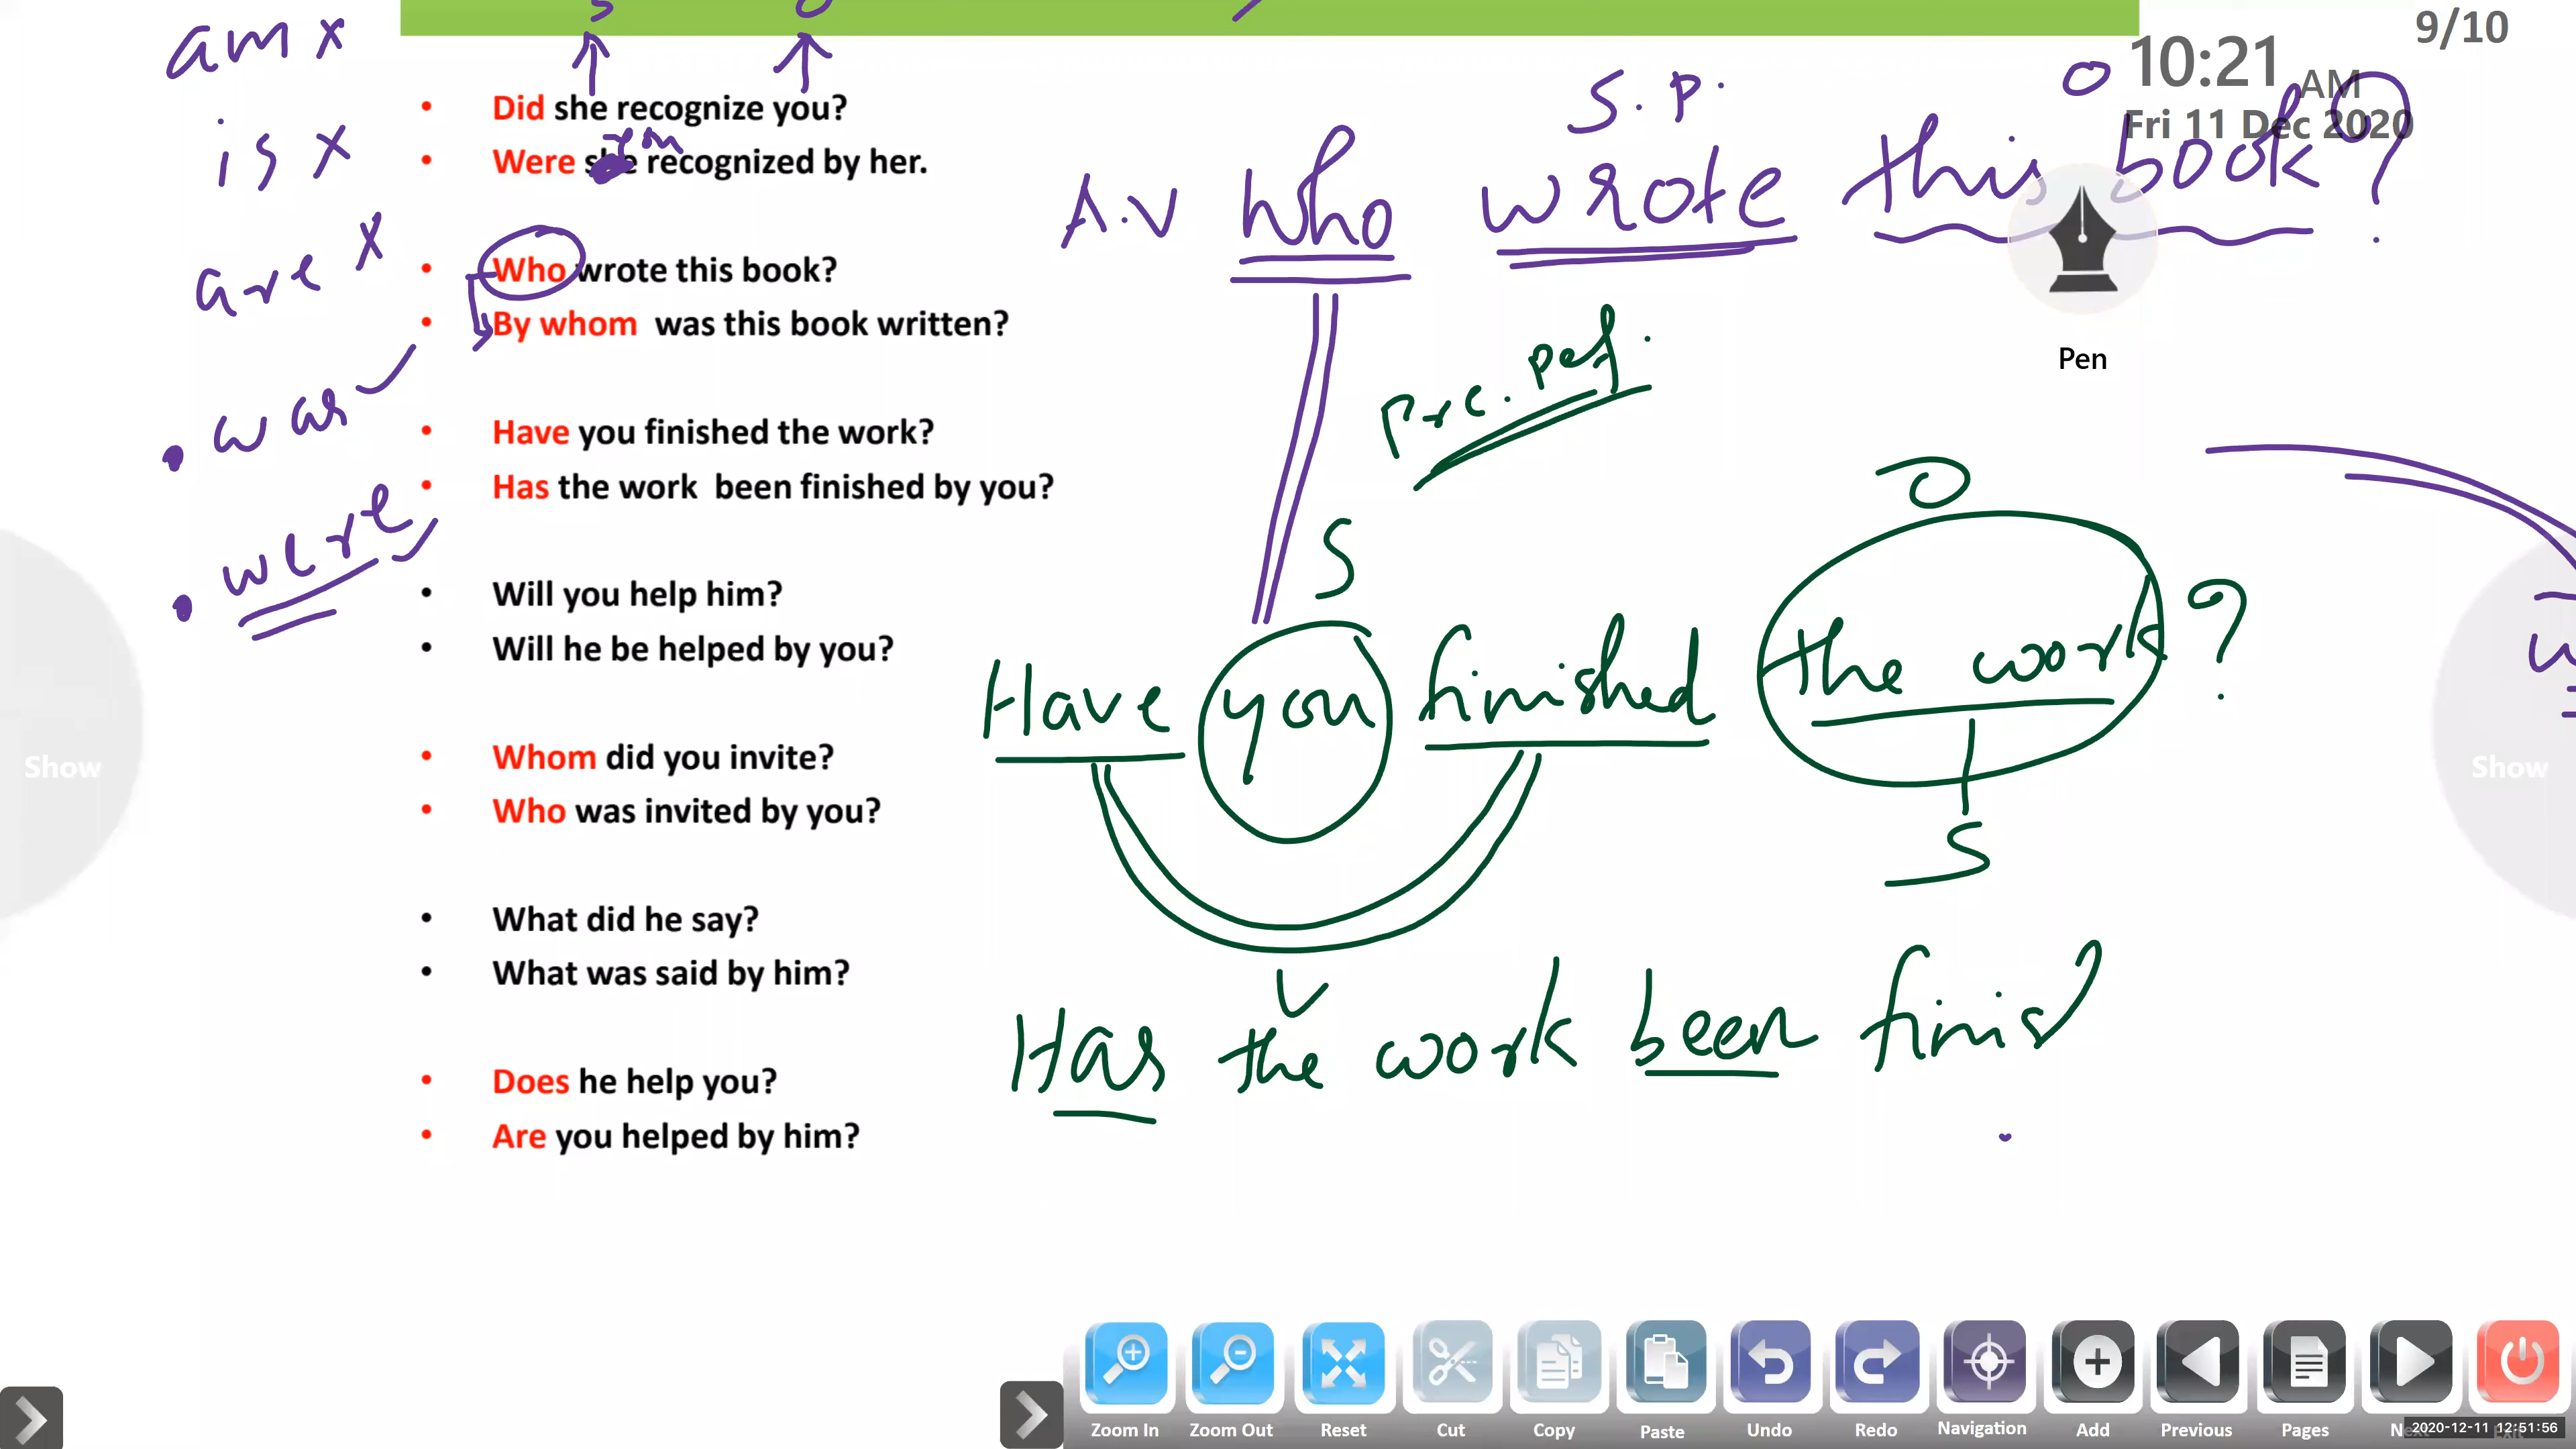 am x
S O
9/10
10:21 AM
Fri 11 Dec 2020
• Did she recognize you?
S.P.
O
is x
you
• Were she recognized by her.
A.V Who wrote this book?
are x
• Who wrote this book?
• By whom was this book written?
Pen
Pre. perf.
• was ✓
• Have you finished the work?
• Has the work been finished by you?
• were ✓
S
O
• Will you help him?
• Will he be helped by you?
Have you finished the work?
• Whom did you invite?
• Who was invited by you?
Show
Show
S
• What did he say?
• What was said by him?
Has the work been finis
• Does he help you?
• Are you helped by him?
Zoom In Zoom Out Reset Cut Copy Paste Undo Redo Navigation Add Previous Pages
2020-12-11 12:51:56